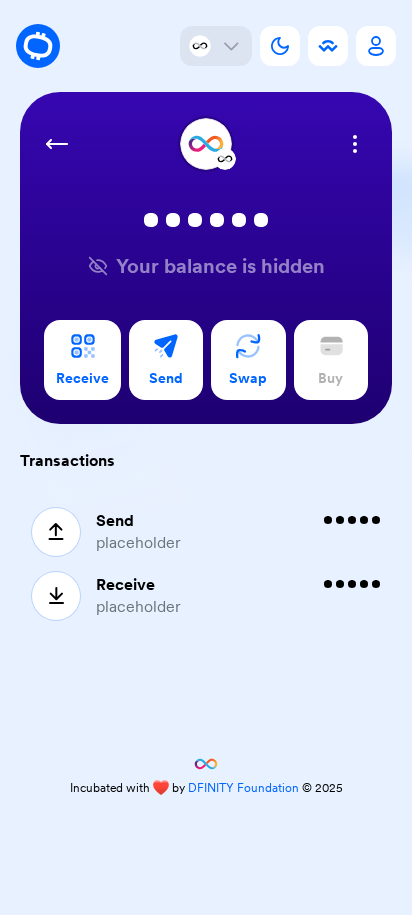 Your balance is hidden
Receive
Send
Swap
Buy
Transactions
Send
placeholder
Receive
placeholder
Incubated with ❤️ by DFINITY Foundation © 2025